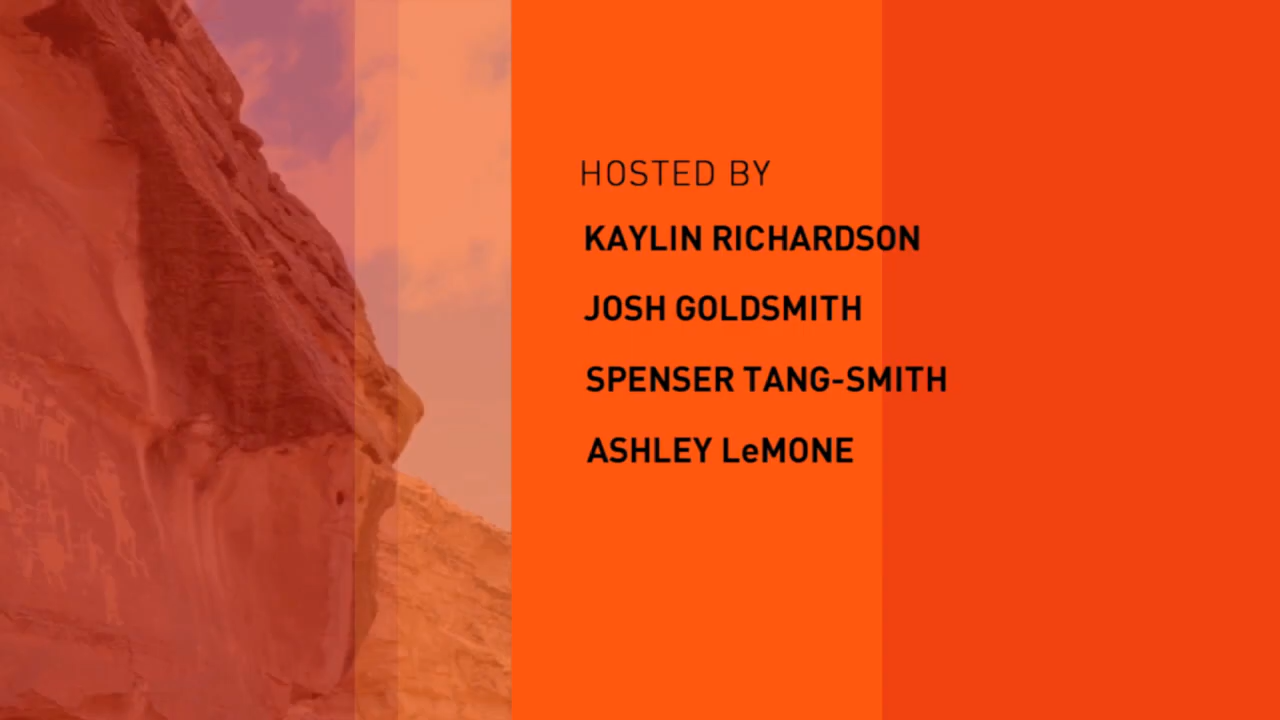 HOSTED BY
KAYLIN RICHARDSON
JOSH GOLDSMITH
SPENSER TANG-SMITH
ASHLEY LeMONE